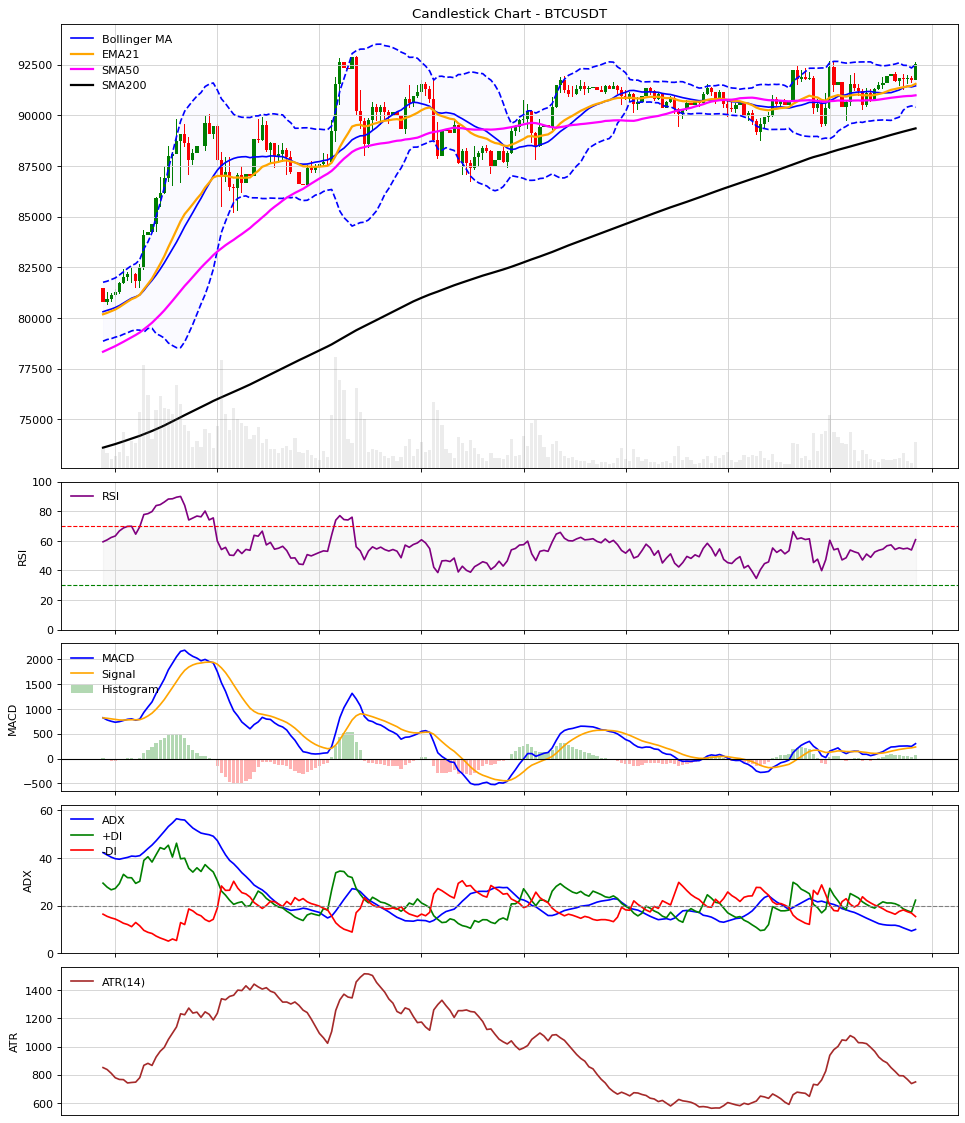 Candlestick Chart - BTCUSDT
Bollinger MA
EMA21
SMA50
SMA200
92500
90000
87500
85000
82500
80000
77500
75000
RSI
RSI
100
80
60
40
20
0
MACD
Signal
Histogram
MACD
2000
1500
1000
500
0
−500
ADX
+DI
-DI
ADX
60
40
20
0
ATR(14)
ATR
1400
1200
1000
800
600